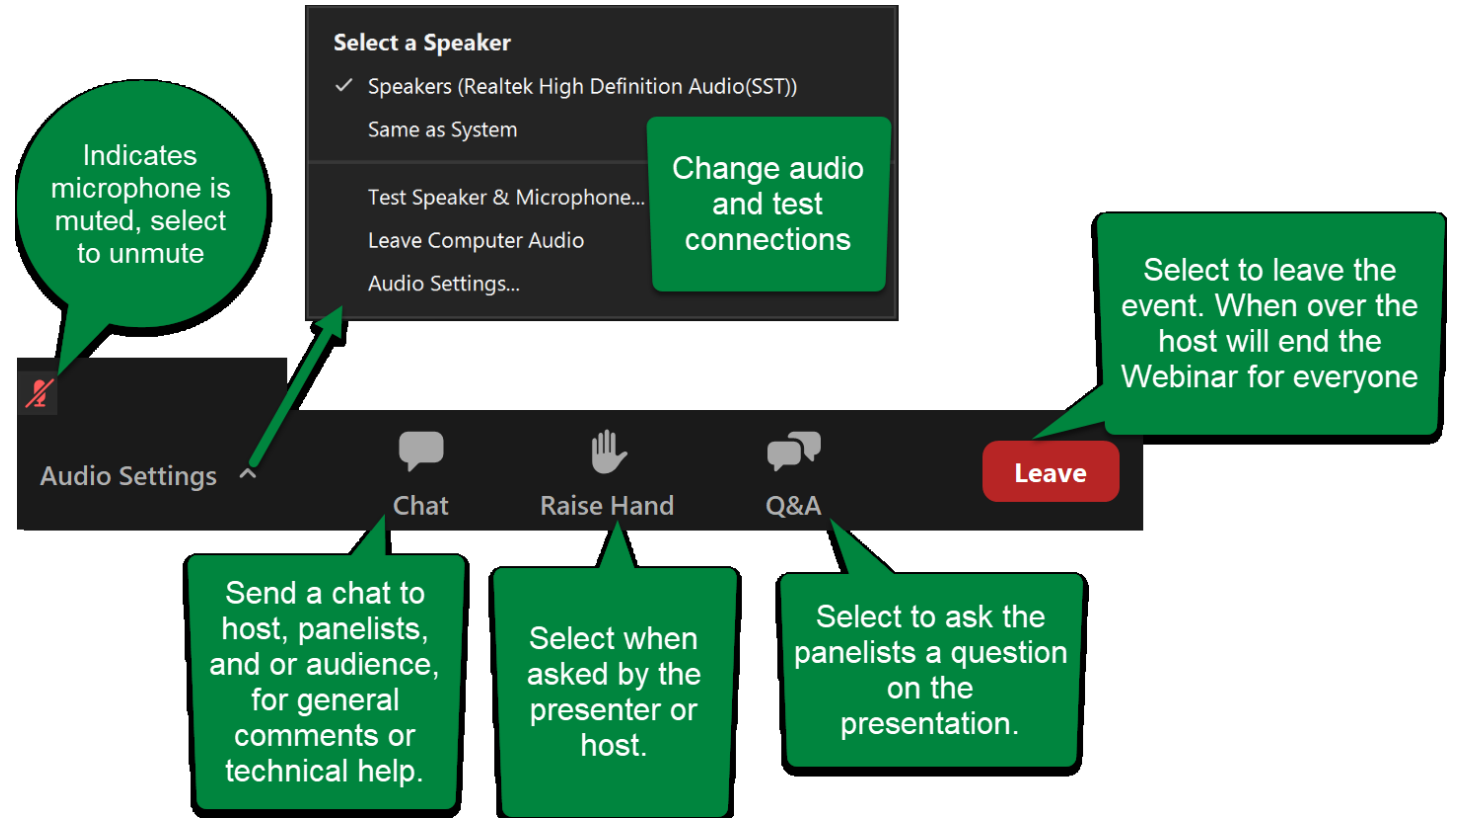 Select a Speaker
Speakers (Realtek High Definition Audio(SST))
Same as System
Test Speaker & Microphone...
Leave Computer Audio
Audio Settings...
Change audio
and test
connections
Indicates
microphone is
muted, select
to unmute
Select to leave the
event. When over the
host will end the
Webinar for everyone
Audio Settings
Chat
Raise Hand
Q&A
Leave
Send a chat to
host, panelists,
and or audience,
for general
comments or
technical help.
Select when
asked by the
presenter or
host.
Select to ask the
panelists a question
on the
presentation.